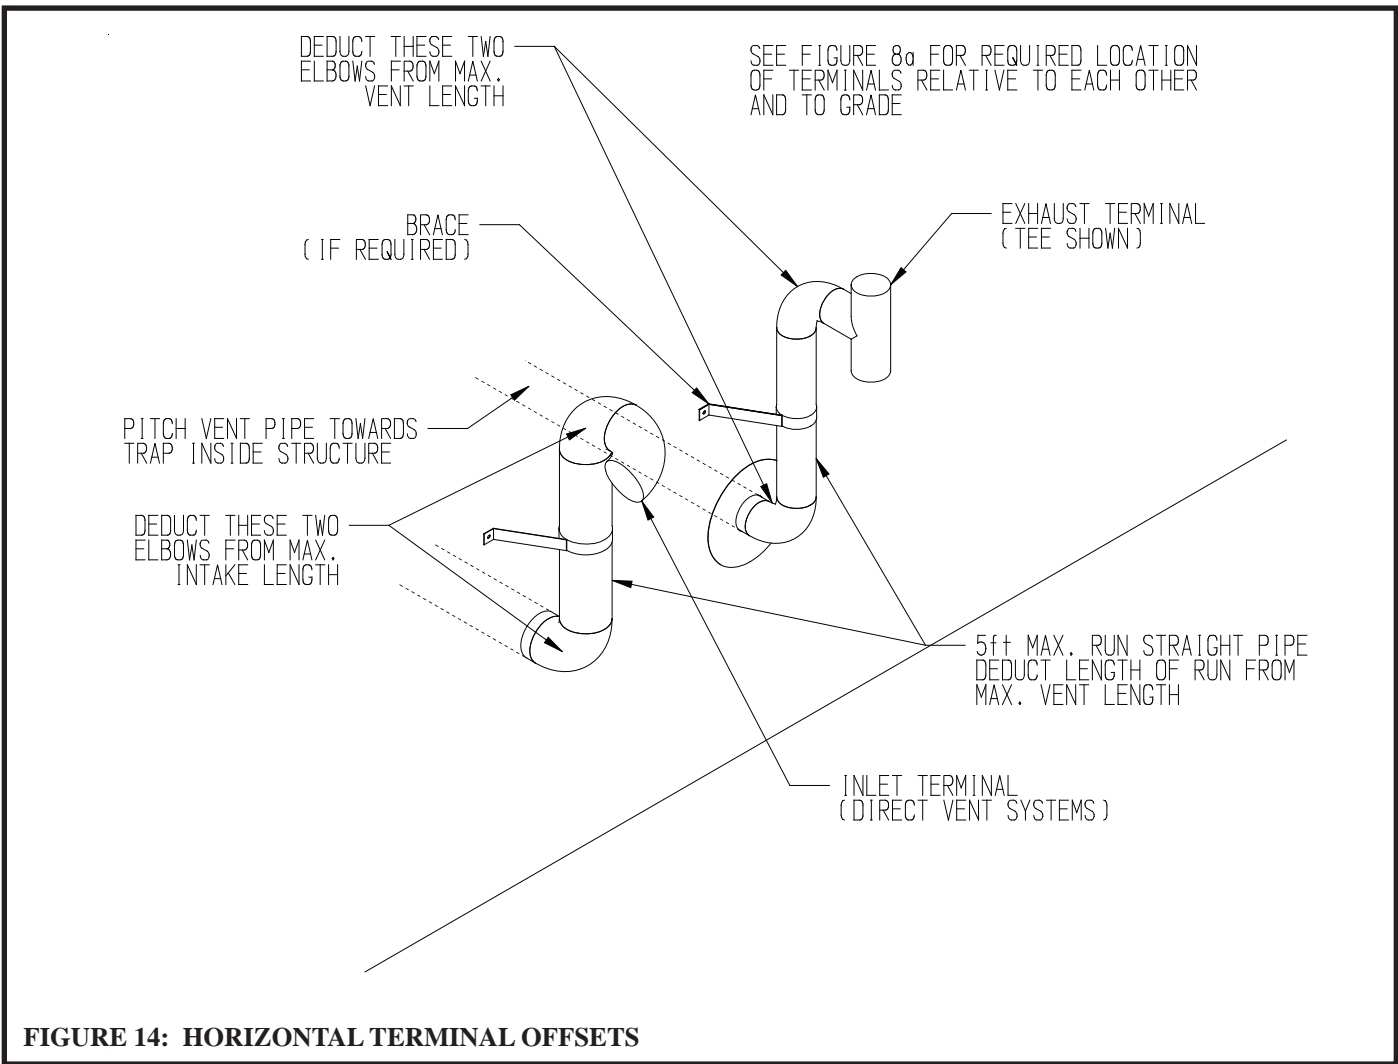 DEDUCT THESE TWO
ELBOWS FROM MAX.
VENT LENGTH
SEE FIGURE 8a FOR REQUIRED LOCATION
OF TERMINALS RELATIVE TO EACH OTHER
AND TO GRADE
BRACE
(IF REQUIRED)
EXHAUST TERMINAL
(TEE SHOWN)
PITCH VENT PIPE TOWARDS
TRAP INSIDE STRUCTURE
DEDUCT THESE TWO
ELBOWS FROM MAX.
INTAKE LENGTH
5ft MAX. RUN STRAIGHT PIPE
DEDUCT LENGTH OF RUN FROM
MAX. VENT LENGTH
INLET TERMINAL
(DIRECT VENT SYSTEMS)
FIGURE 14: HORIZONTAL TERMINAL OFFSETS